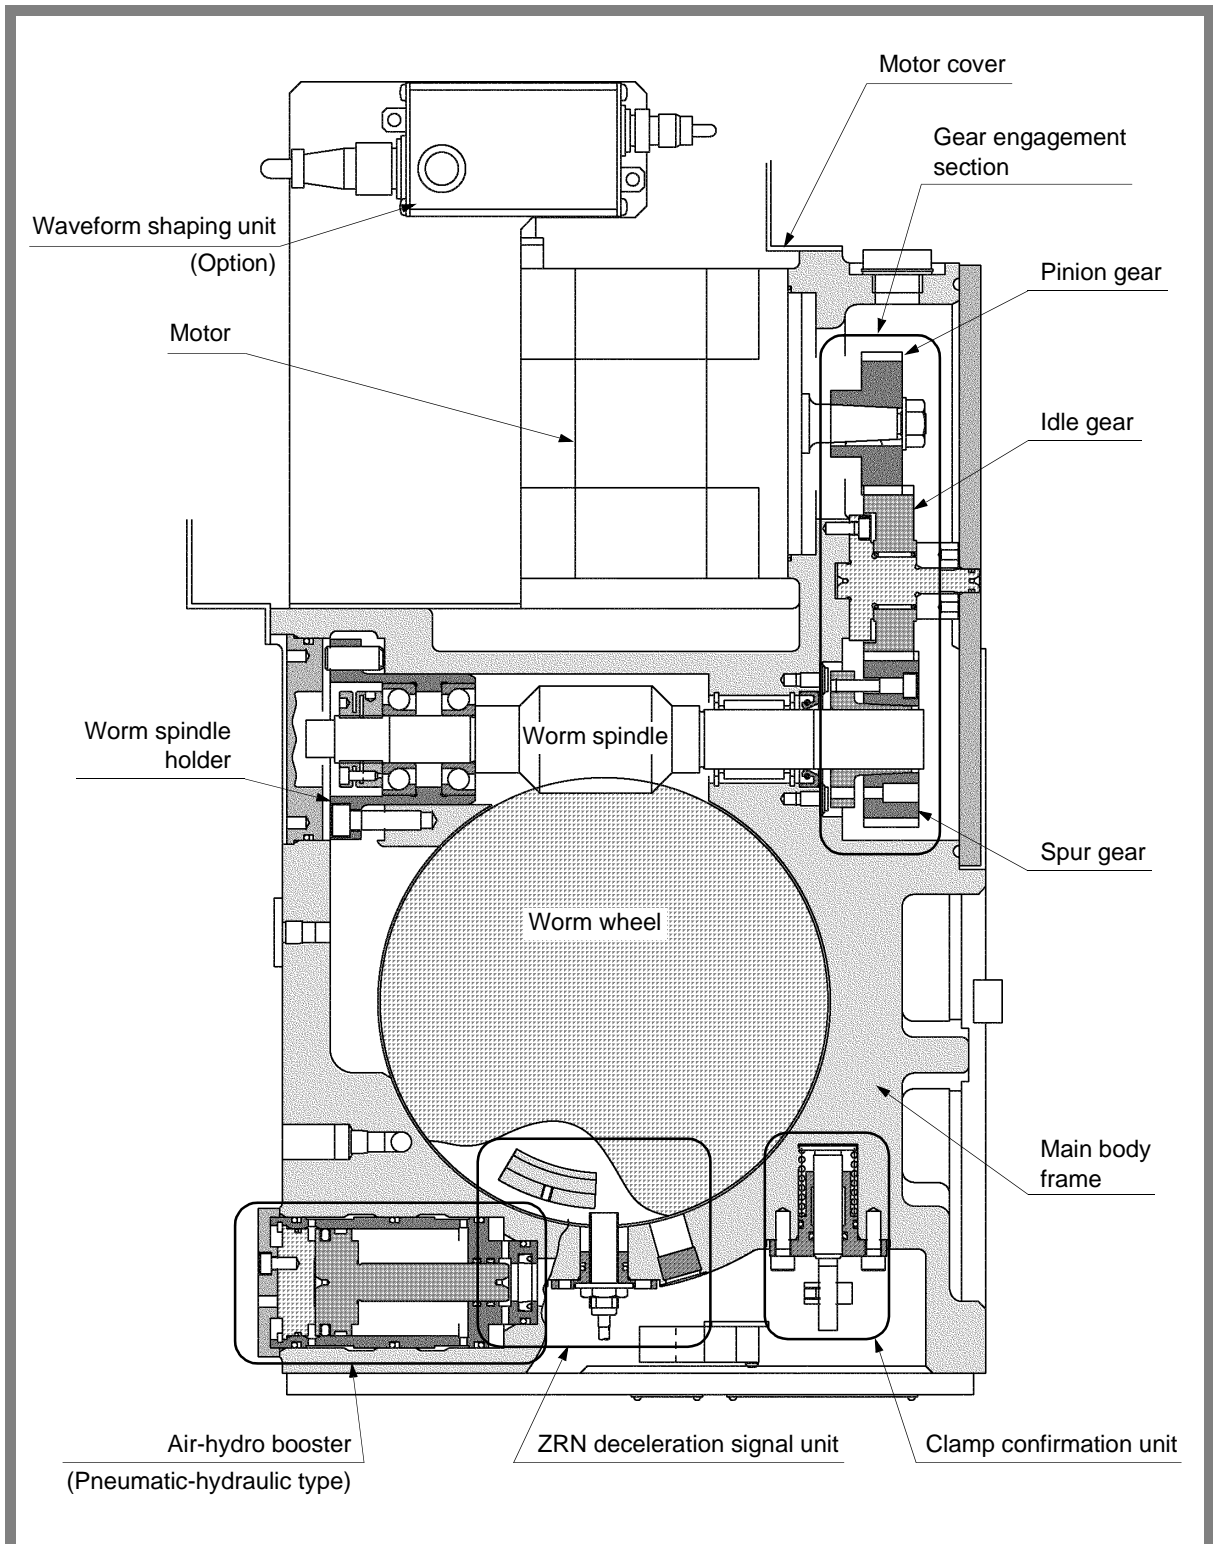 Motor cover
Gear engagement
section
Waveform shaping unit
(Option)
Pinion gear
Motor
Idle gear
Worm spindle
holder
Worm spindle
Spur gear
Worm wheel
Main body
frame
Air-hydro booster
(Pneumatic-hydraulic type)
ZRN deceleration signal unit
Clamp confirmation unit